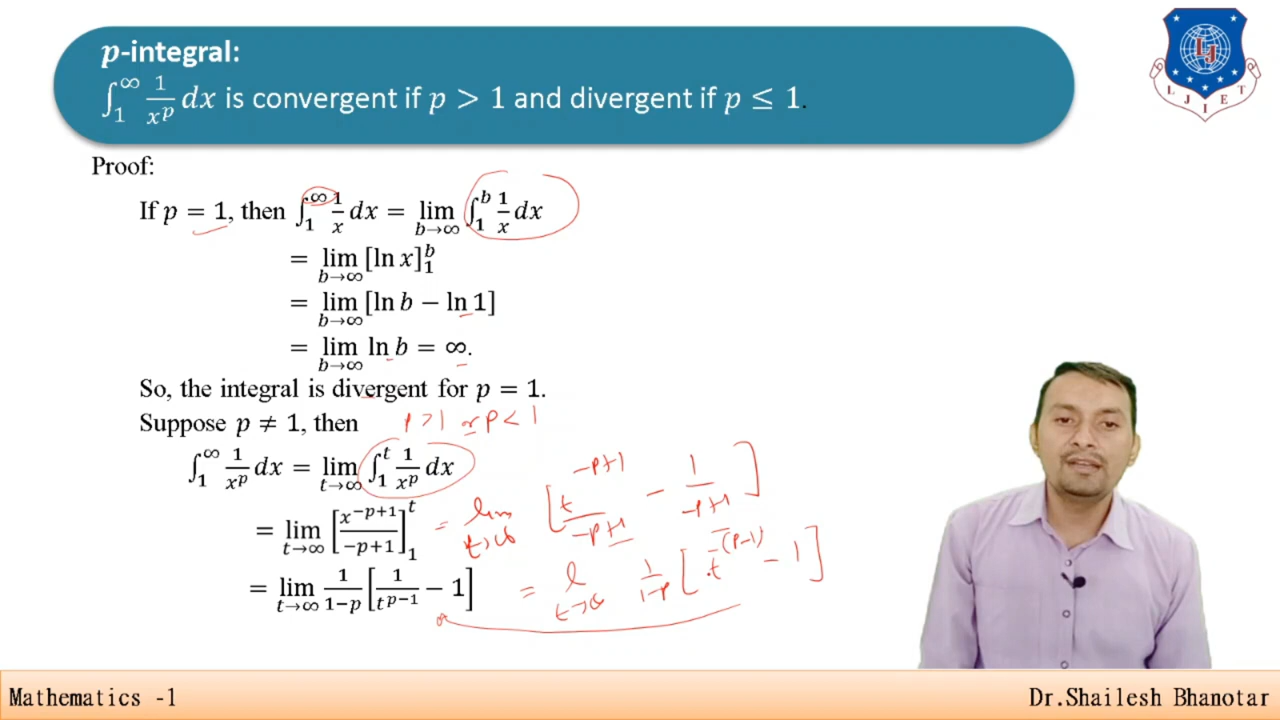 p-integral:
∫₁^∞ 1/x^p dx is convergent if p > 1 and divergent if p ≤ 1.
LJIET
Proof:
If p = 1, then ∫₁^∞ 1/x dx = lim_{b→∞} ∫₁^b 1/x dx
= lim_{b→∞} [ln x]₁^b
= lim_{b→∞} [ln b − ln 1]
= lim_{b→∞} ln b = ∞.
So, the integral is divergent for p = 1.
Suppose p ≠ 1, then p > 1 or p < 1
∫₁^∞ 1/x^p dx = lim_{t→∞} ∫₁^t 1/x^p dx
= lim_{t→∞} [x^{−p+1}/(−p+1)]₁^t = lim_{t→∞} [t^{−p+1}/(−p+1) − 1/(−p+1)]
= lim_{t→∞} 1/(1−p) [1/t^{p−1} − 1] = l_{t→∞} 1/(1−p) [t^{−(p−1)} − 1]
Mathematics -1
Dr.Shailesh Bhanotar